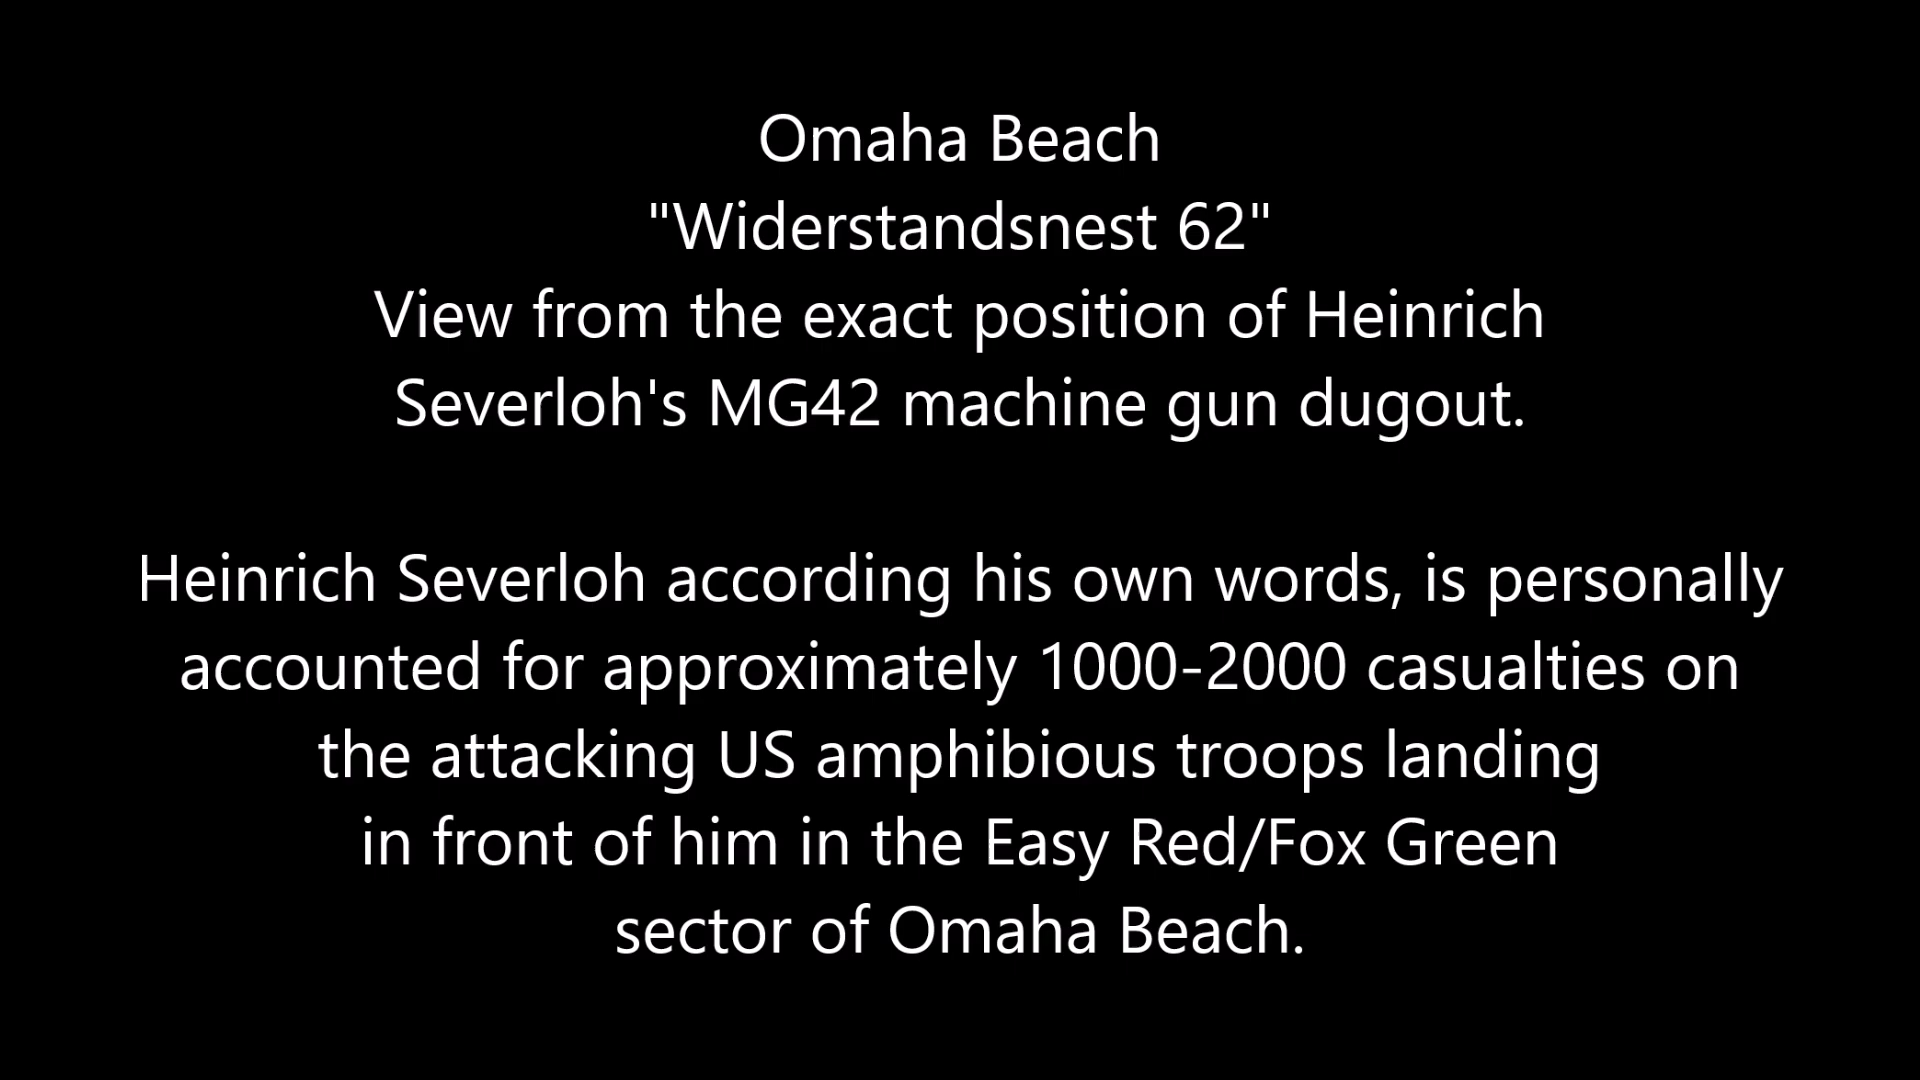 Omaha Beach
"Widerstandsnest 62"
View from the exact position of Heinrich
Severloh's MG42 machine gun dugout.
Heinrich Severloh according his own words, is personally
accounted for approximately 1000-2000 casualties on
the attacking US amphibious troops landing
in front of him in the Easy Red/Fox Green
sector of Omaha Beach.